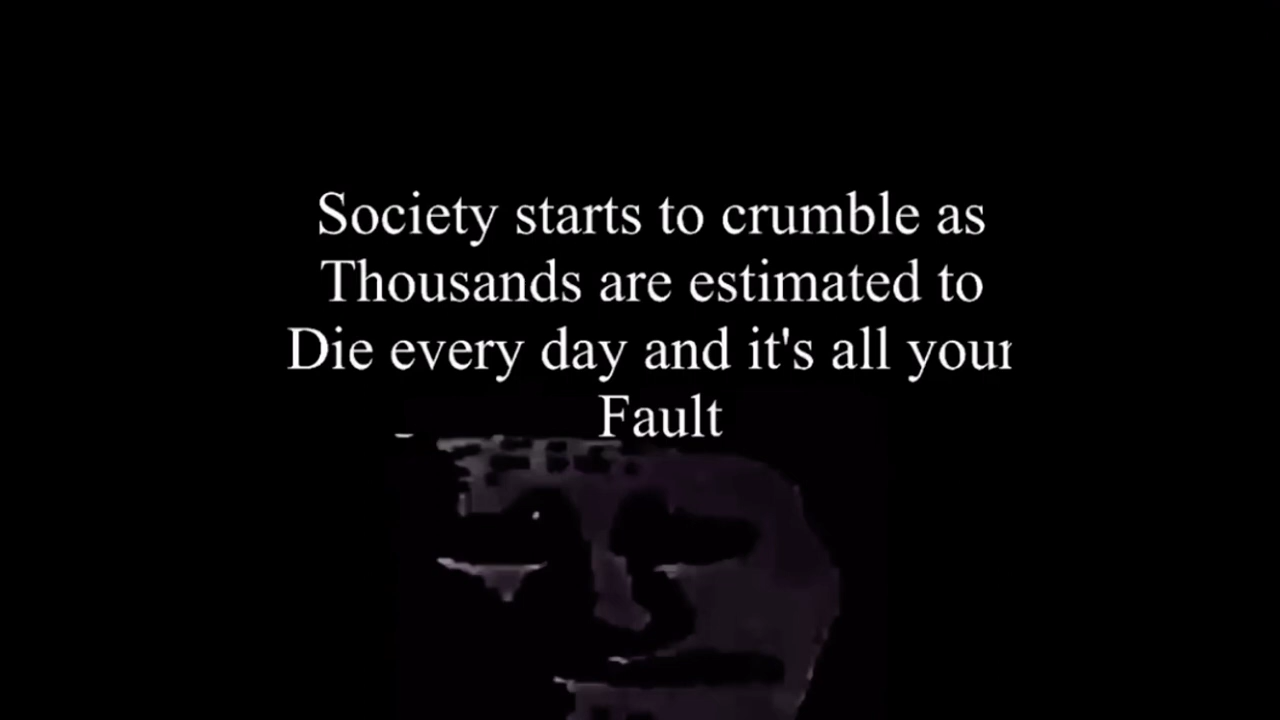 Society starts to crumble as
Thousands are estimated to
Die every day and it's all your
Fault